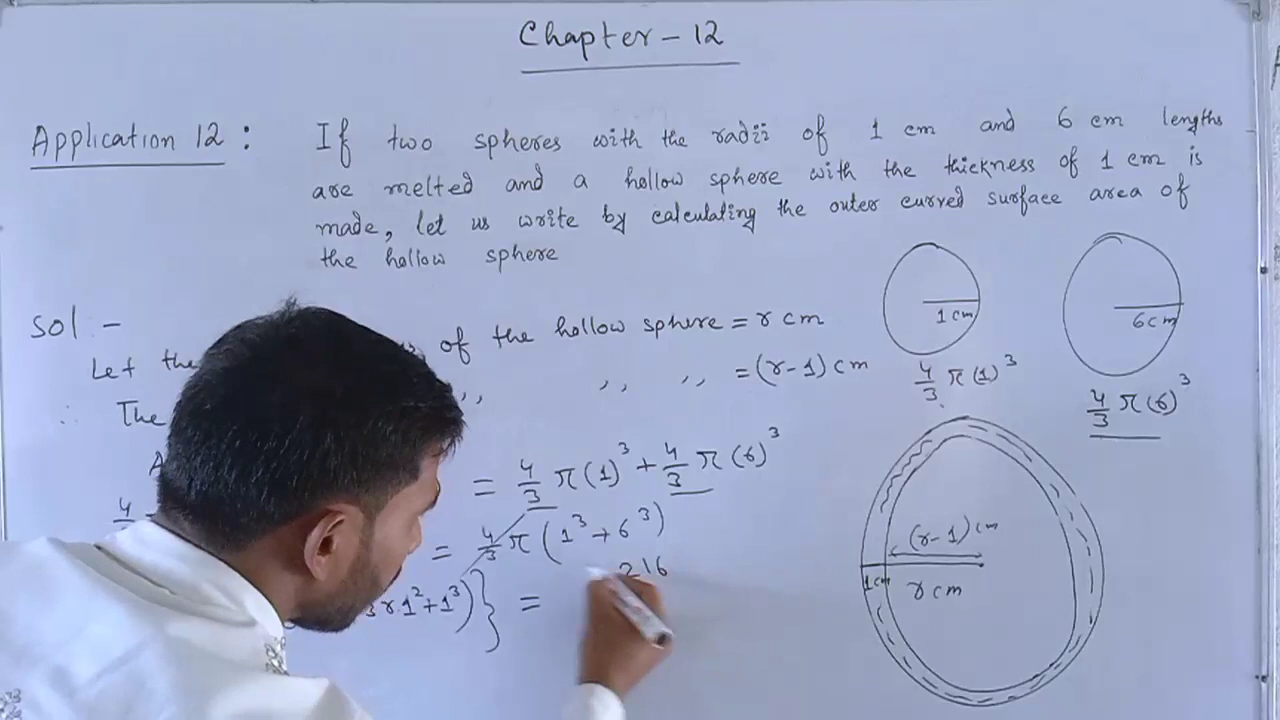 Chapter - 12
Application 12 : If two spheres with the radii of 1 cm and 6 cm lengths
are melted and a hollow sphere with the thickness of 1 cm is
made, let us write by calculating the outer curved surface area of
the hollow sphere
1 cm
6 cm
4/3 π (1)³
4/3 π (6)³
Sol -
Let the of the hollow sphere = r cm
∴ The ,, ,, ,, = (r-1) cm
= 4/3 π (1)³ + 4/3 π (6)³
= 4/3 π (1³ + 6³)
216
3r.1² + 1³)} =
(r-1) cm
1 cm
r cm